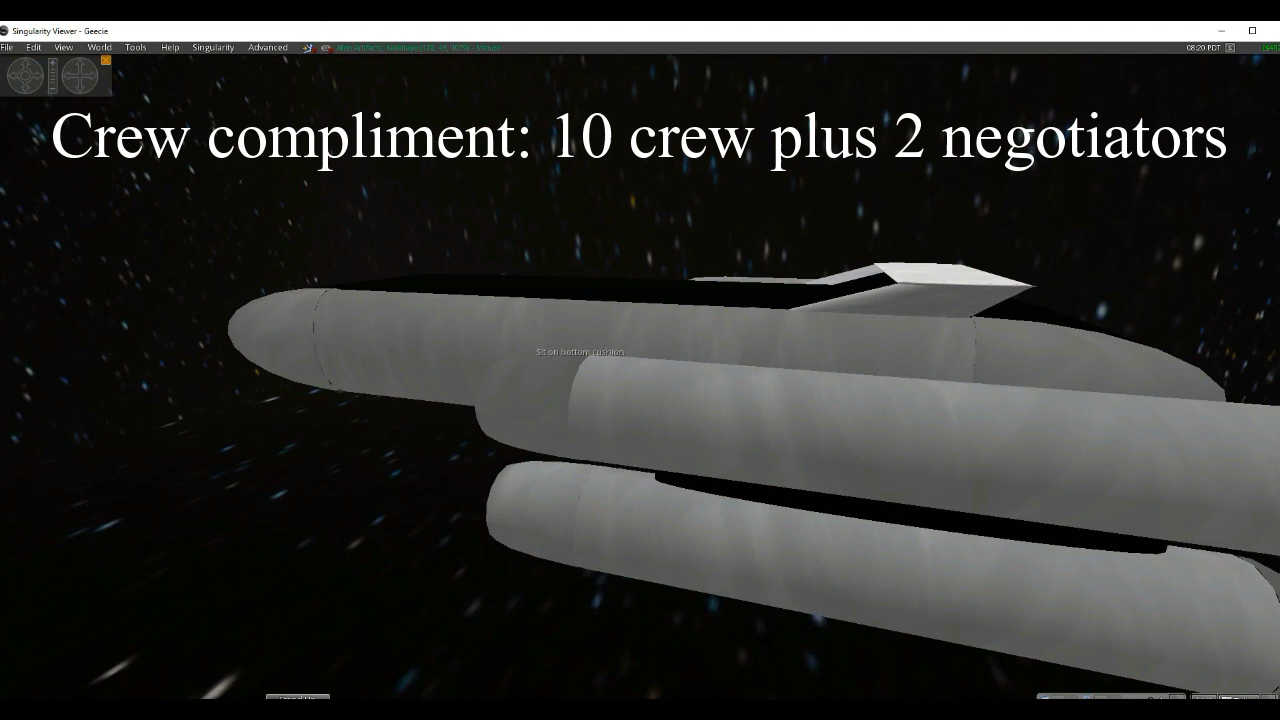 Singularity Viewer - Geecie
File Edit View World Tools Help Singularity Advanced
08:20 PDT
Crew compliment: 10 crew plus 2 negotiators
Sit on bottom cushion